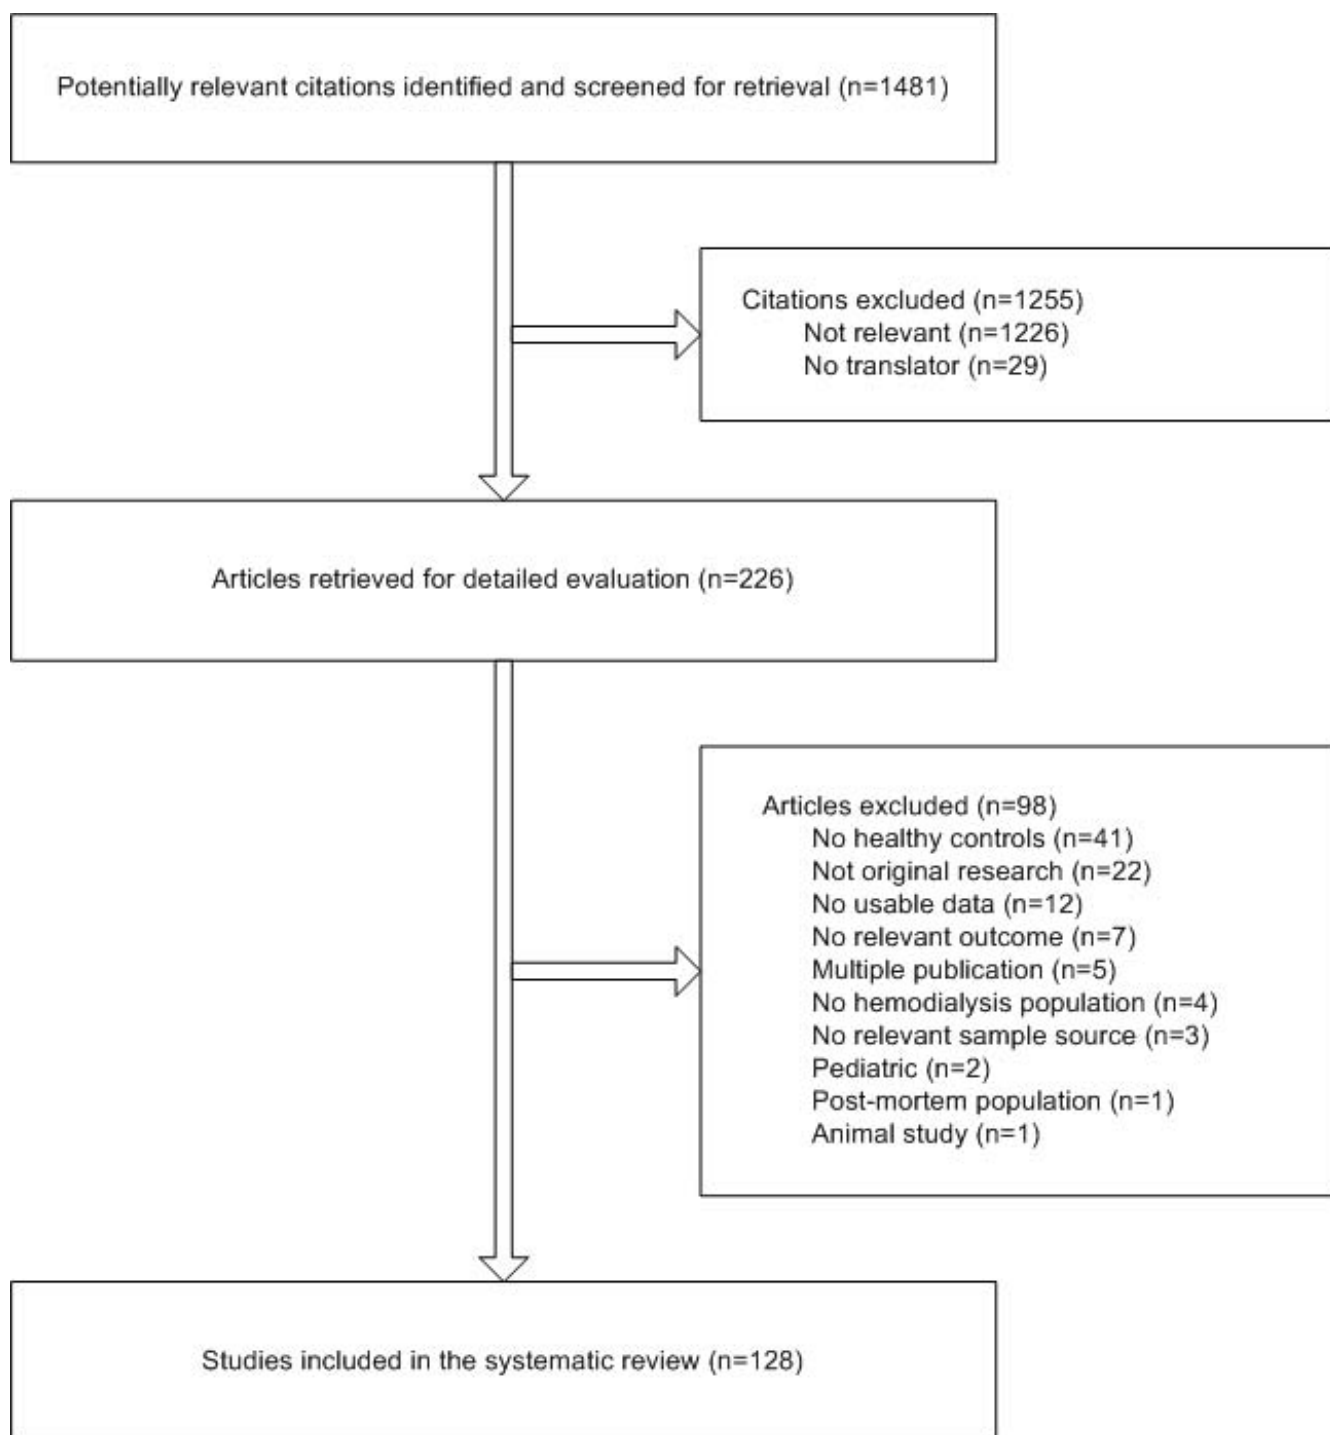 Potentially relevant citations identified and screened for retrieval (n=1481)
Citations excluded (n=1255)
Not relevant (n=1226)
No translator (n=29)
Articles retrieved for detailed evaluation (n=226)
Articles excluded (n=98)
No healthy controls (n=41)
Not original research (n=22)
No usable data (n=12)
No relevant outcome (n=7)
Multiple publication (n=5)
No hemodialysis population (n=4)
No relevant sample source (n=3)
Pediatric (n=2)
Post-mortem population (n=1)
Animal study (n=1)
Studies included in the systematic review (n=128)